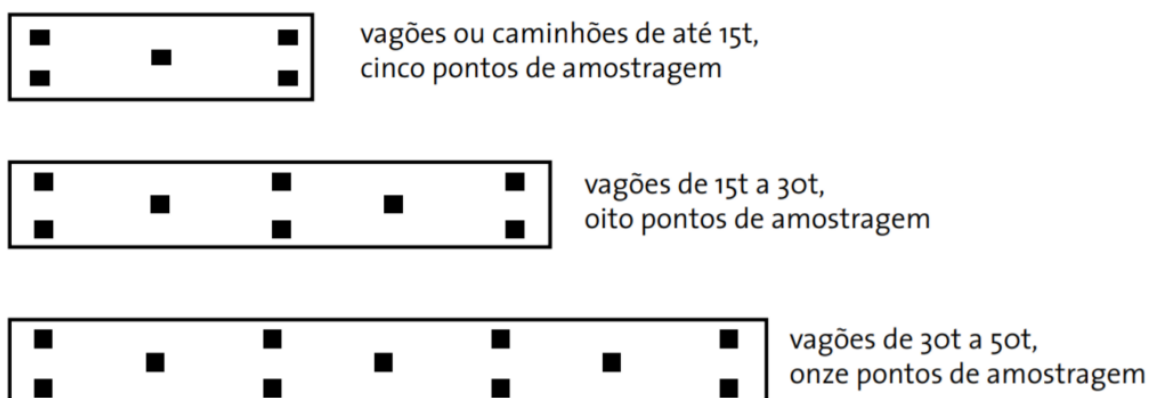 vagões ou caminhões de até 15t,
cinco pontos de amostragem
vagões de 15t a 30t,
oito pontos de amostragem
vagões de 30t a 50t,
onze pontos de amostragem